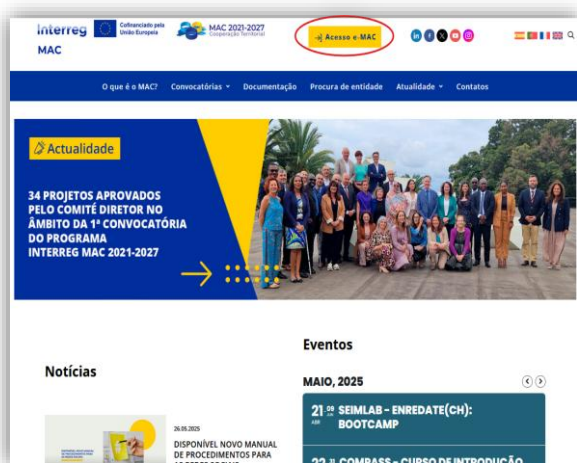 Interreg
Cofinanciado pela
União Europeia
MAC
MAC 2021-2027
Cooperação Territorial
Acesso e-MAC
O que é o MAC?
Convocatórias
Documentação
Procura de entidade
Atualidade
Contatos
Actualidade
34 PROJETOS APROVADOS
PELO COMITÉ DIRETOR NO
ÂMBITO DA 1ª CONVOCATÓRIA
DO PROGRAMA
INTERREG MAC 2021-2027
Notícias
26.05.2025
DISPONÍVEL NOVO MANUAL
DE PROCEDIMENTOS PARA
Eventos
MAIO, 2025
21 09 SEIMLAB - ENREDATE(CH):
ABR BOOTCAMP
COMPASS - CURSO DE INTRODUÇÃO